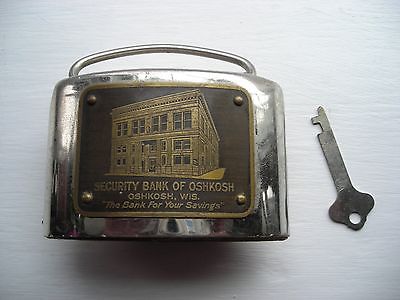 SECURITY BANK OF OSHKOSH
OSHKOSH, WIS.
"The Bank For Your Savings"